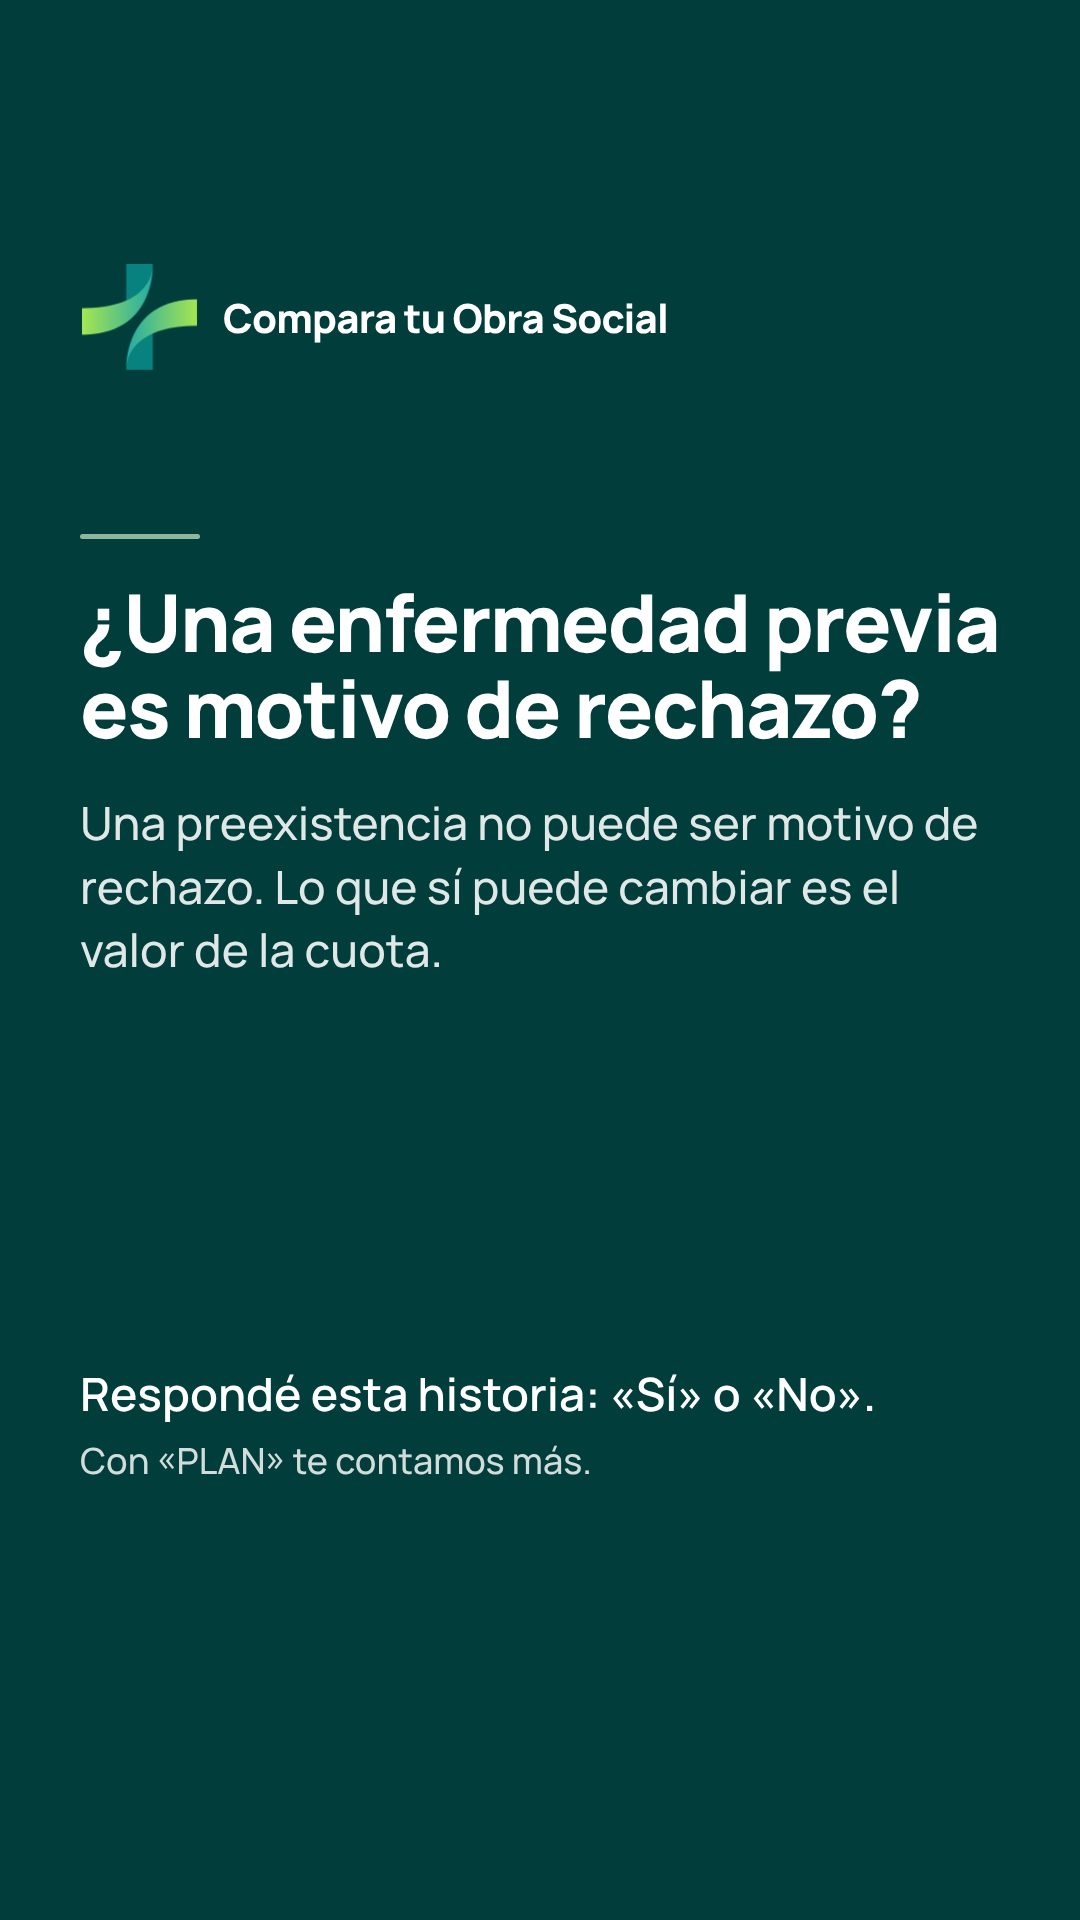 Compara tu Obra Social
¿Una enfermedad previa
es motivo de rechazo?
Una preexistencia no puede ser motivo de
rechazo. Lo que sí puede cambiar es el
valor de la cuota.
Respondé esta historia: «Sí» o «No».
Con «PLAN» te contamos más.